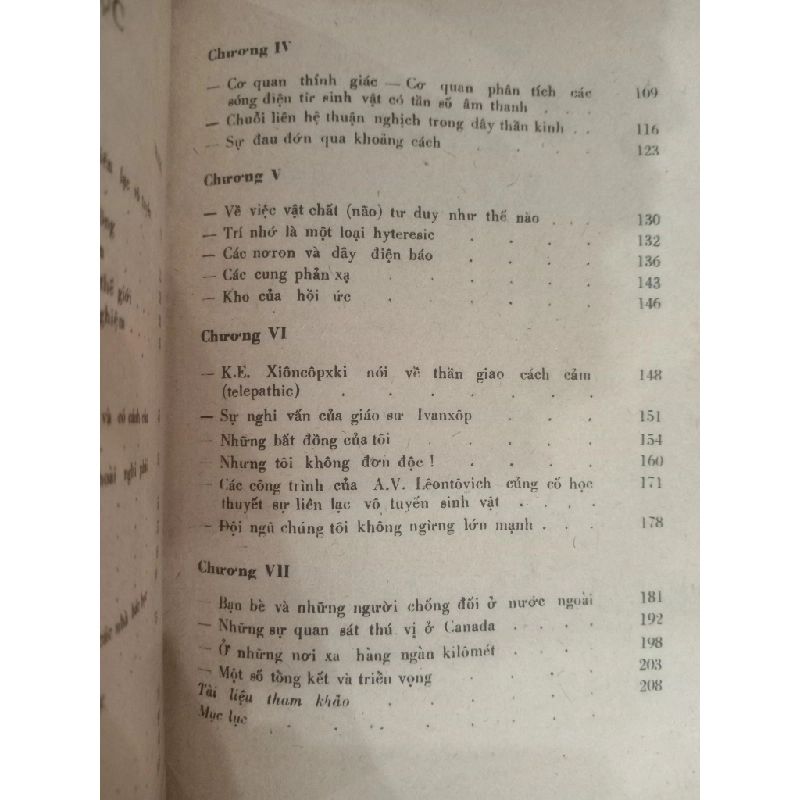 Chương IV
— Cơ quan thính giác — Cơ quan phân tích các
sóng điện từ sinh vật có tần số âm thanh . . 109
— Chuỗi liên hệ thuận nghịch trong dây thần kinh . . 116
— Sự đau đớn qua khoảng cách 123
Chương V
— Về việc vật chất (não) tư duy như thế nào . . . 130
— Trí nhớ là một loại hyteresic . . . . 132
— Các nơron và dây điện báo . . . . 136
— Các cung phản xạ . . . . . 143
— Kho của hồi ức . . . . . 146
Chương VI
— K.E. Xiôncôpxki nói về thần giao cách cảm 148
(telepathic) . . . . . .
— Sự nghi vấn của giáo sư Ivanxôp . . . 151
— Những bất đồng của tôi . . . . 154
— Nhưng tôi không đơn độc ! . . . . 160
— Các công trình của A.V. Lêontôvich củng cố học 171
thuyết sự liên lạc vô tuyến sinh vật . . . .
— Đội ngũ chúng tôi không ngừng lớn mạnh . . . 178
Chương VII
— Bạn bè và những người chống đối ở nước ngoài 181
— Những sự quan sát thú vị ở Canada . . . . 192
— Ở những nơi xa hàng ngàn kilômét . . . 198
— Một số tổng kết và triển vọng . . . . 203
Tài liệu tham khảo . . . . 208
Mục lục . . . . . .